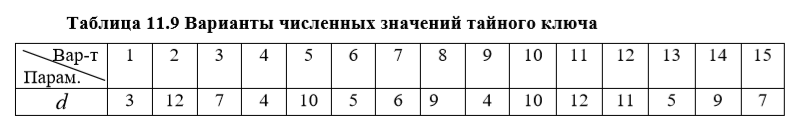 Таблица 11.9 Варианты численных значений тайного ключа
Вар-т 1 2 3 4 5 6 7 8 9 10 11 12 13 14 15
Парам.
d 3 12 7 4 10 5 6 9 4 10 12 11 5 9 7